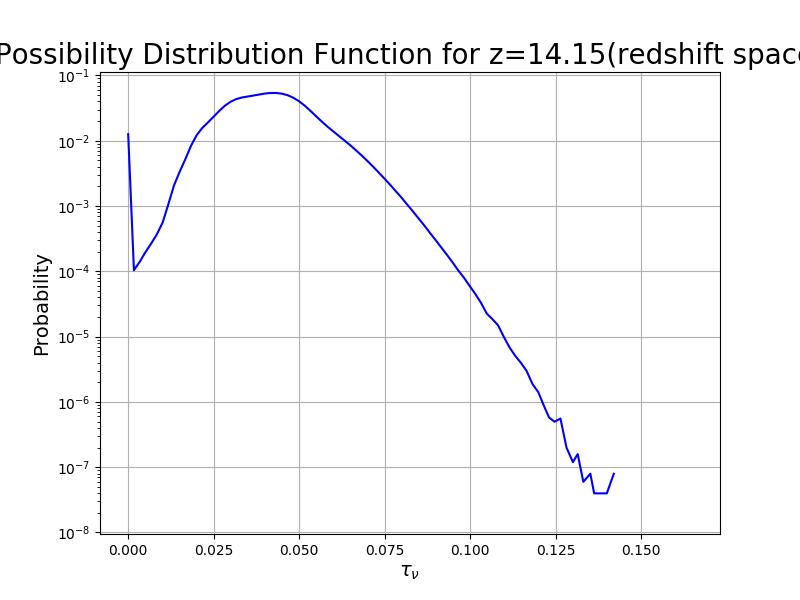 Possibility Distribution Function for z=14.15(redshift space
10⁻¹
10⁻²
10⁻³
10⁻⁴
10⁻⁵
10⁻⁶
10⁻⁷
10⁻⁸
Probability
0.000 0.025 0.050 0.075 0.100 0.125 0.150
τν